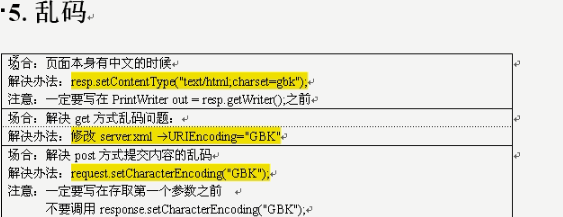 5. 乱码
场合：页面本身有中文的时候
解决办法：resp.setContentType("text/html;charset=gbk");
注意：一定要写在 PrintWriter out = resp.getWriter();之前
场合：解决 get 方式乱码问题：
解决办法：修改 server.xml →URIEncoding="GBK"
场合：解决 post 方式提交内容的乱码
解决办法：request.setCharacterEncoding("GBK");
注意：一定要写在存取第一个参数之前
不要调用 response.setCharacterEncoding("GBK");